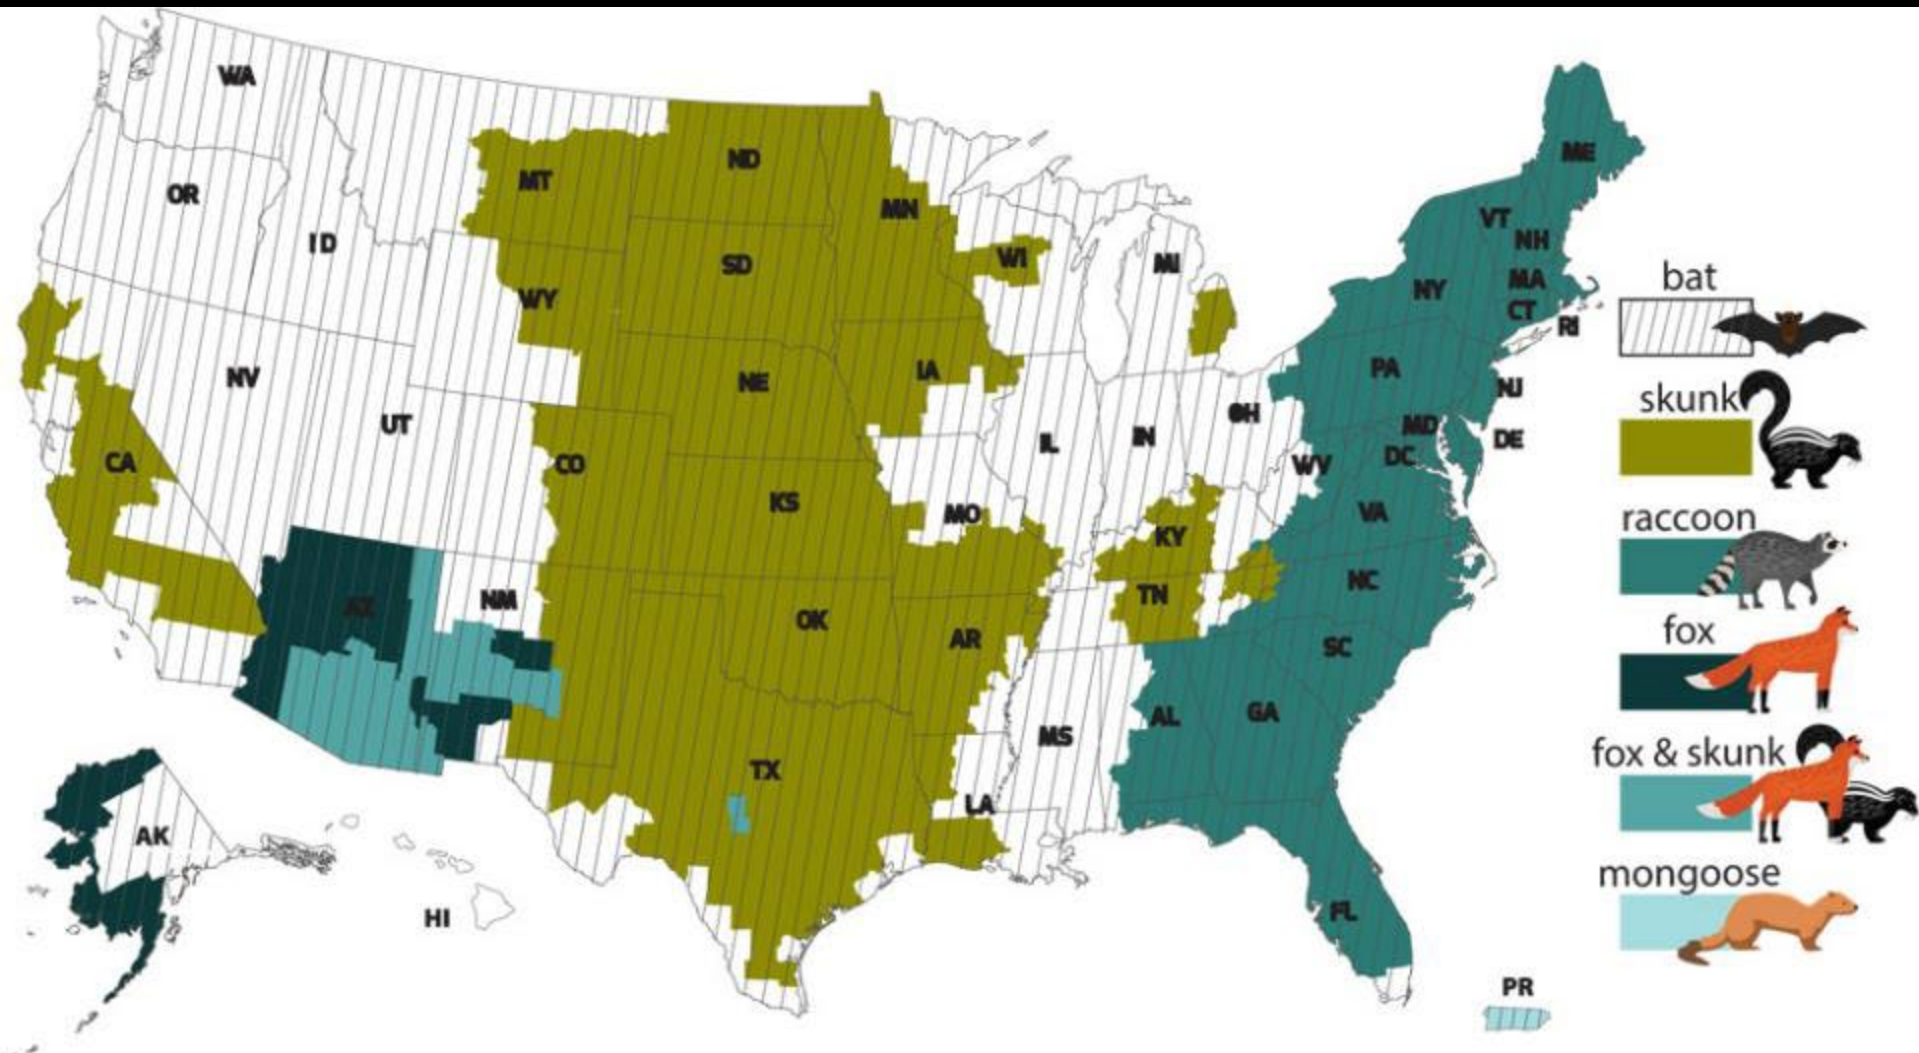 WA
OR
ID
MT
ND
MN
WI
MI
SD
WY
NV
UT
CA
CO
NE
IA
KS
IL
IN
OH
MO
KY
TN
AZ
NM
OK
AR
TX
LA
MS
AL
GA
FL
SC
NC
VA
WV
DC
MD
DE
NJ
PA
NY
CT
RI
MA
NH
VT
ME
AK
HI
PR
bat
skunk
raccoon
fox
fox & skunk
mongoose